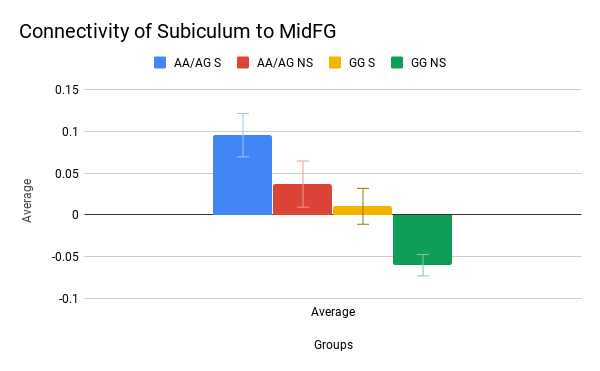 Connectivity of Subiculum to MidFG
AA/AG S AA/AG NS GG S GG NS
0.15
0.1
0.05
0
-0.05
-0.1
Average
Average
Groups